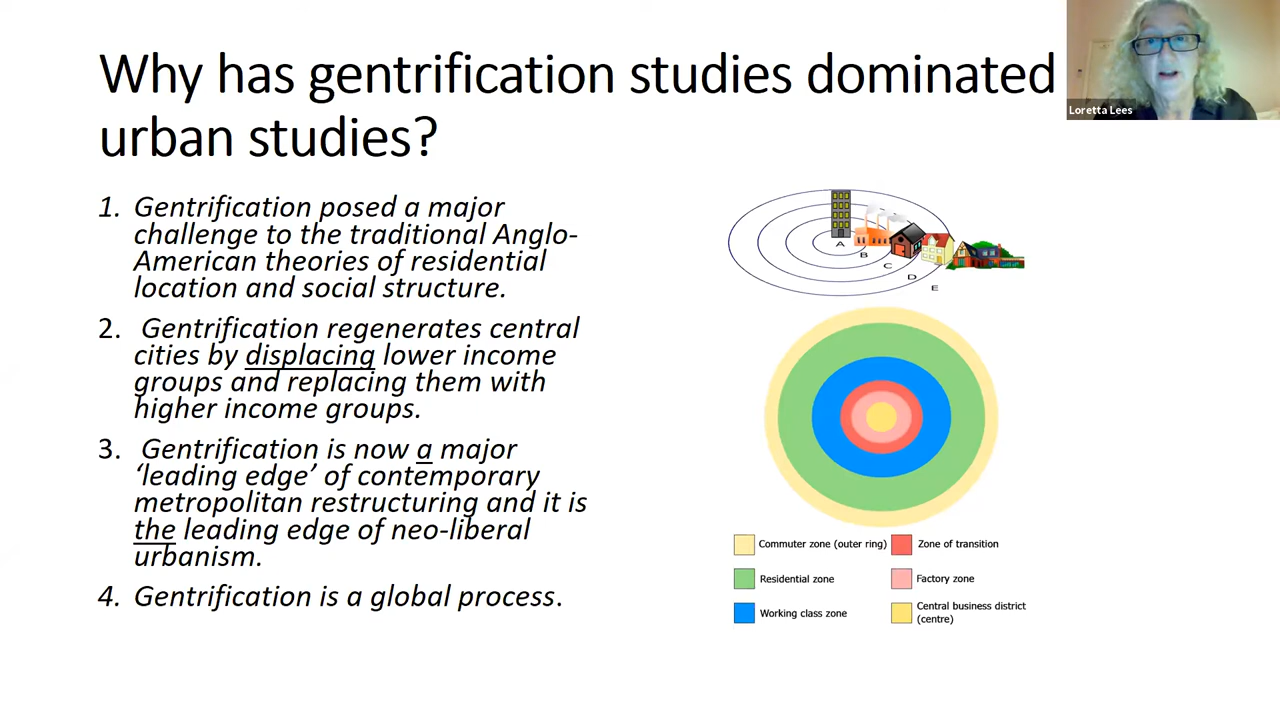 Why has gentrification studies dominated
urban studies?
Loretta Lees
1. Gentrification posed a major
challenge to the traditional Anglo-
American theories of residential
location and social structure.
2. Gentrification regenerates central
cities by displacing lower income
groups and replacing them with
higher income groups.
3. Gentrification is now a major
‘leading edge’ of contemporary
metropolitan restructuring and it is
the leading edge of neo-liberal
urbanism.
4. Gentrification is a global process.
A
B
C
D
E
Commuter zone (outer ring)
Zone of transition
Residential zone
Factory zone
Working class zone
Central business district
(centre)